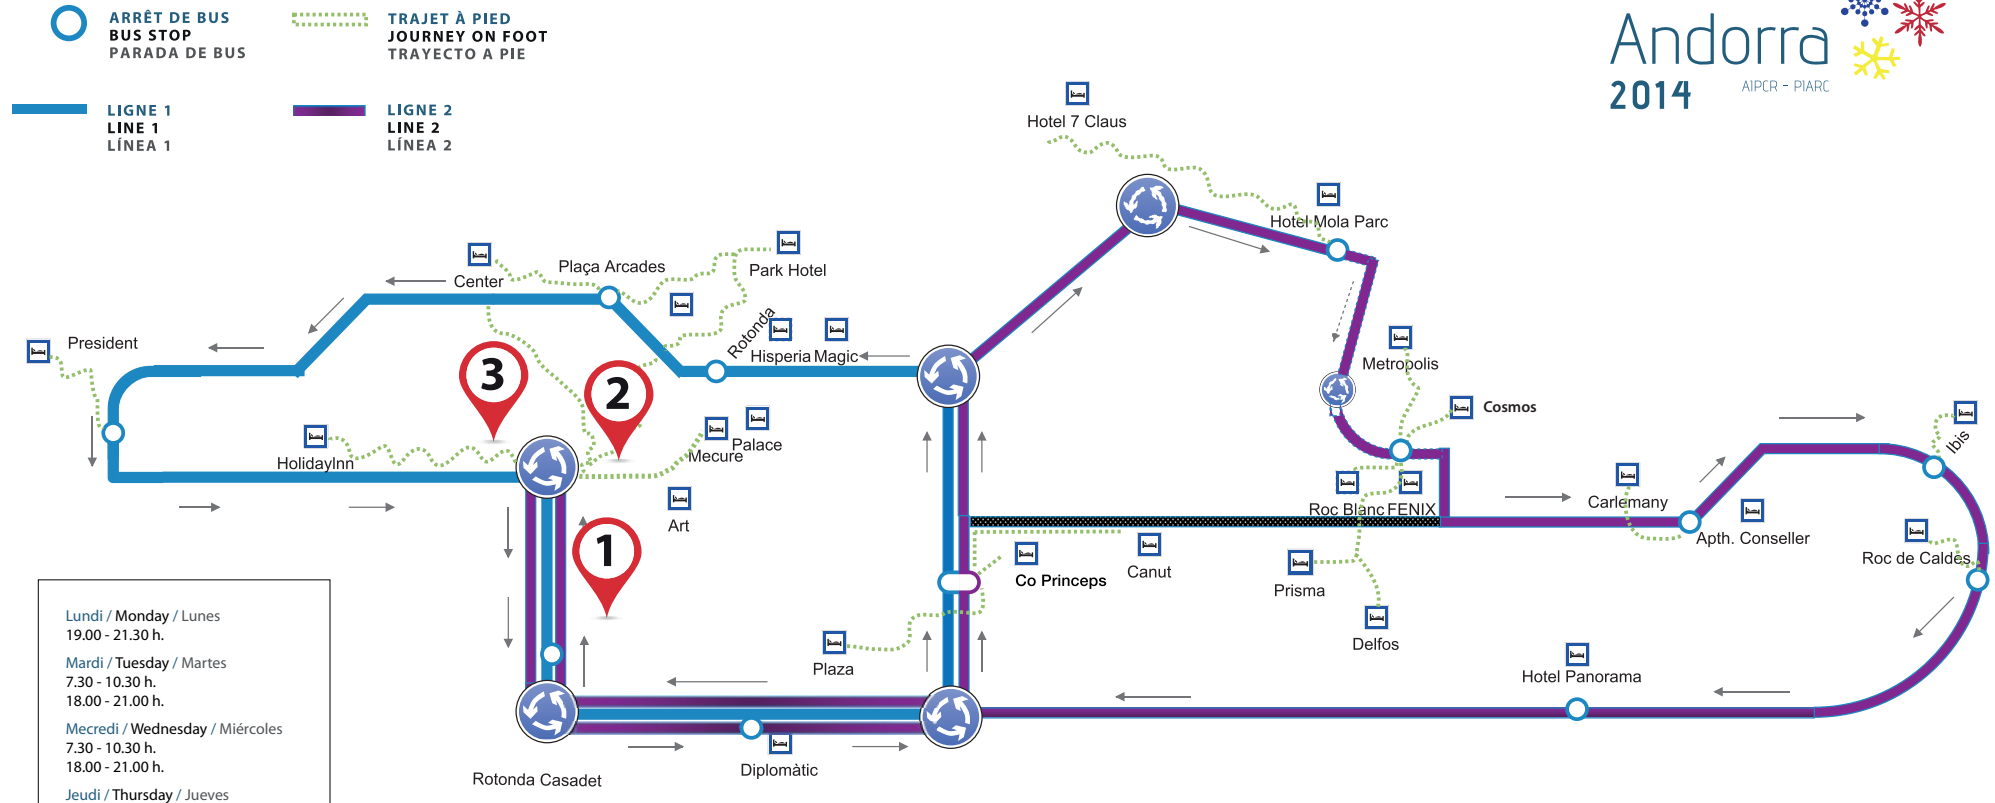 ARRÊT DE BUS
BUS STOP
PARADA DE BUS
TRAJET À PIED
JOURNEY ON FOOT
TRAYECTO A PIE
LIGNE 1
LINE 1
LÍNEA 1
LIGNE 2
LINE 2
LÍNEA 2
Andorra
2014
AIPCR - PIARC
Hotel 7 Claus
Hotel Mola Parc
Center
Plaça Arcades
Park Hotel
President
Rotonda
Hisperia Magic
Metropolis
Cosmos
3
2
HolidayInn
Mecure
Palace
Ibis
Art
Roc Blanc FENIX
Carlemany
Apth. Conseller
Roc de Caldes
1
Co Princeps
Canut
Prisma
Delfos
Plaza
Hotel Panorama
Diplomàtic
Rotonda Casadet
Lundi / Monday / Lunes
19.00 - 21.30 h.
Mardi / Tuesday / Martes
7.30 - 10.30 h.
18.00 - 21.00 h.
Mecredi / Wednesday / Miércoles
7.30 - 10.30 h.
18.00 - 21.00 h.
Jeudi / Thursday / Jueves